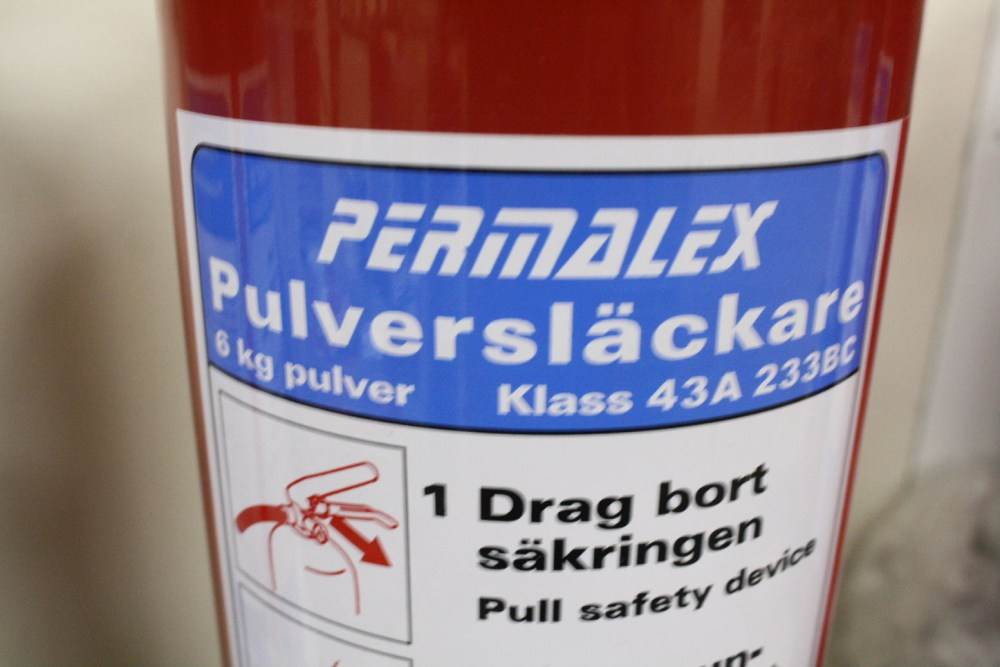 PERMALEX
Pulversläckare
6 kg pulver Klass 43A 233BC
1 Drag bort
säkringen
Pull safety device